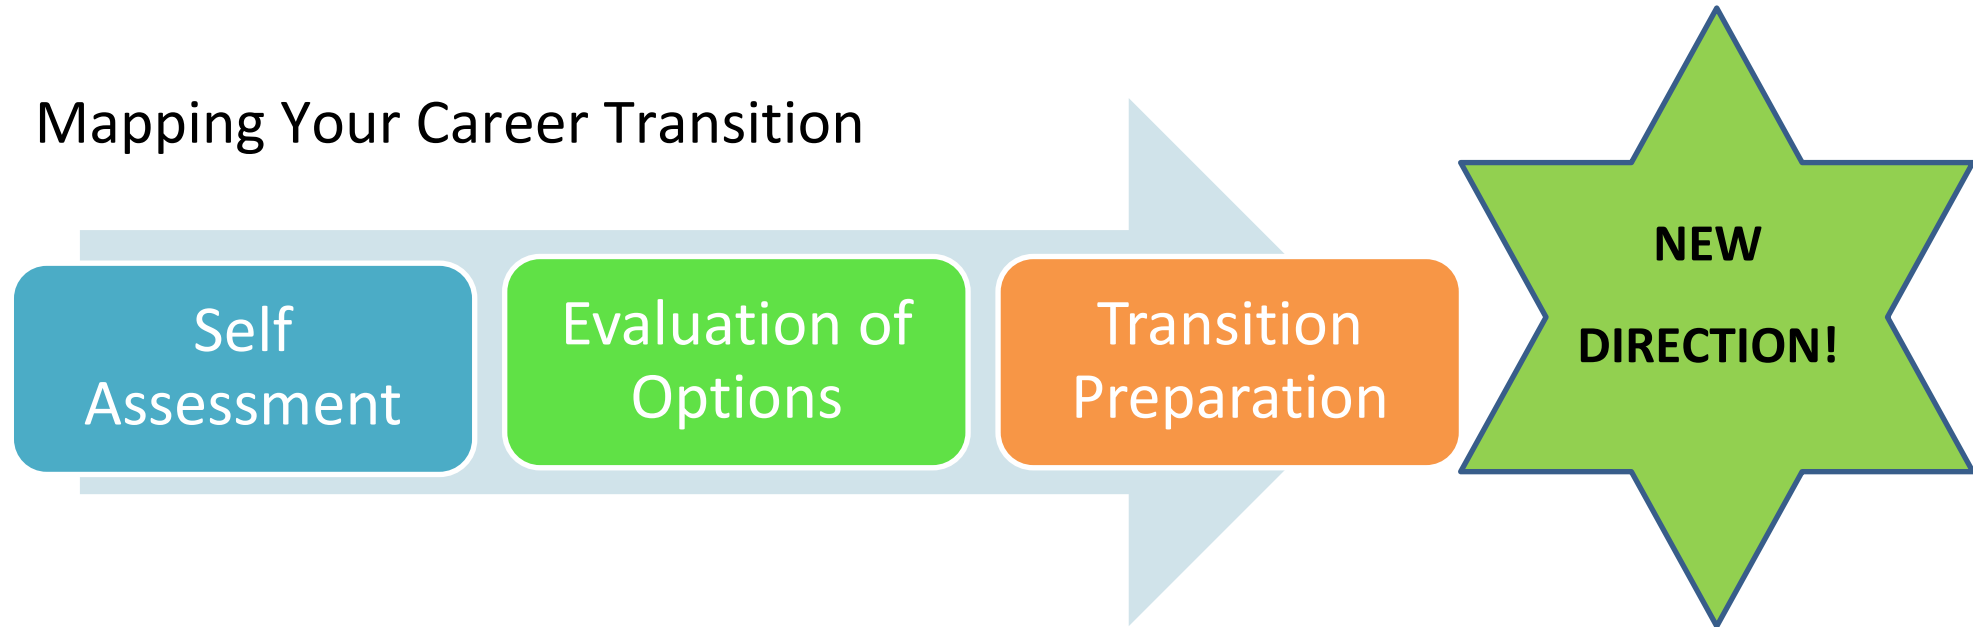 Mapping Your Career Transition
Self
Assessment
Evaluation of
Options
Transition
Preparation
NEW
DIRECTION!